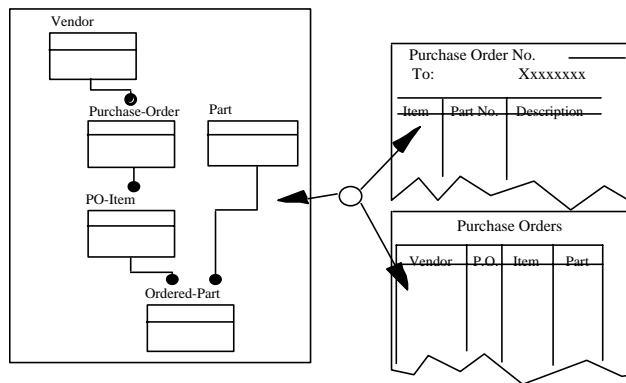 Vendor
Purchase-Order
Part
PO-Item
Ordered-Part
Purchase Order No.
To: Xxxxxxxx
Item Part No. Description
Purchase Orders
Vendor P.O. Item Part